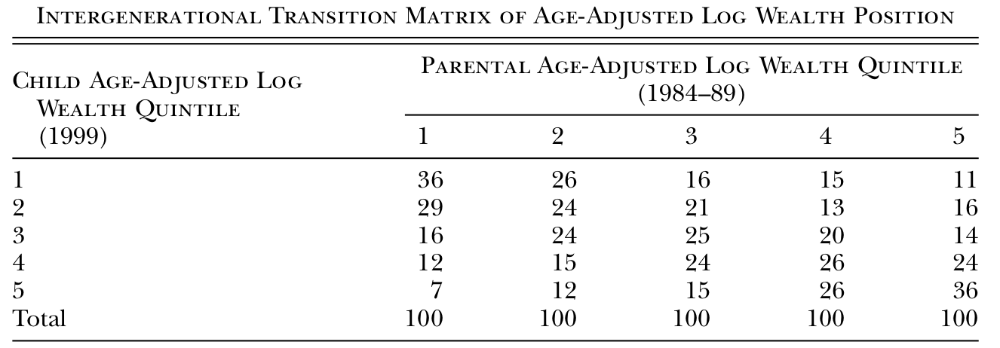 Intergenerational Transition Matrix of Age-Adjusted Log Wealth Position
Child Age-Adjusted Log
Wealth Quintile
(1999)
Parental Age-Adjusted Log Wealth Quintile
(1984–89)
1 2 3 4 5
1 36 26 16 15 11
2 29 24 21 13 16
3 16 24 25 20 14
4 12 15 24 26 24
5 7 12 15 26 36
Total 100 100 100 100 100